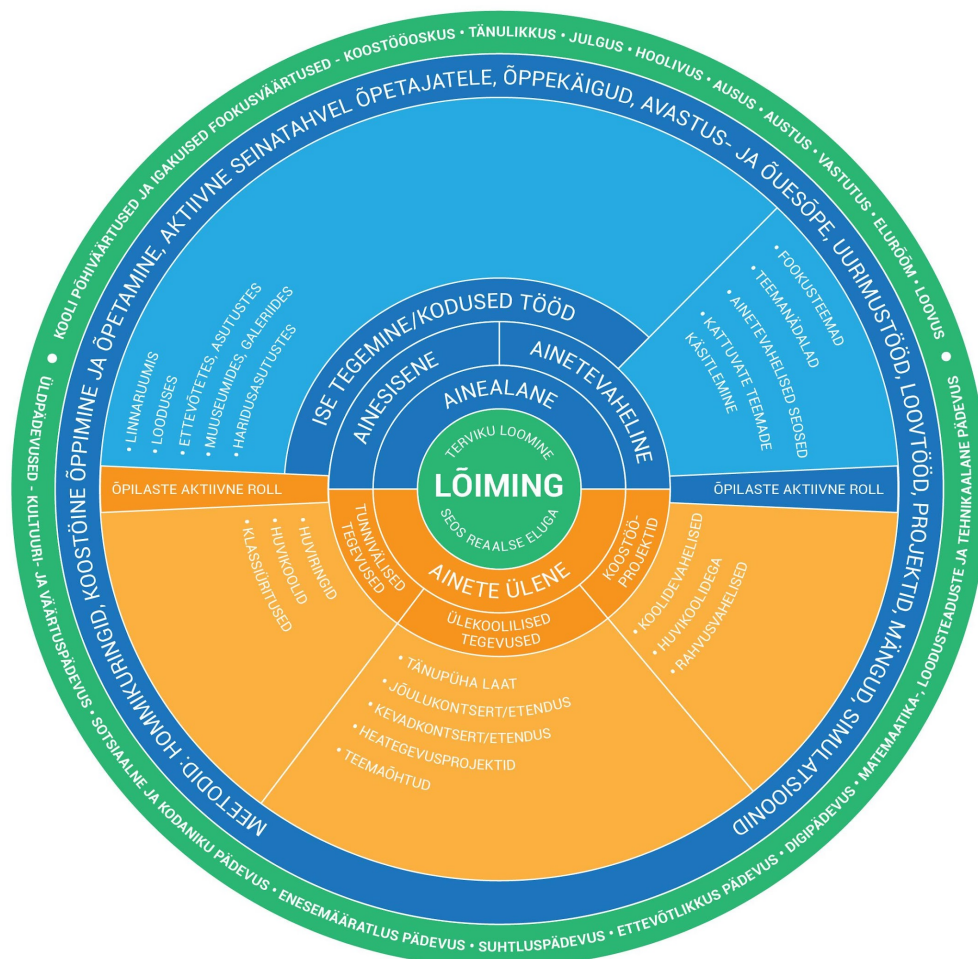 KOOLI PÕHIVÄÄRTUSED JA IGAKUISED FOOKUSVÄÄRTUSED - KOOSTÖÖOSKUS • TÄNULIKKUS • JULGUS • HOOLIVUS • AUSUS • AUSTUS • VASTUTUS • ELURÕÕM • LOOVUS •
ÜLDPÄDEVUSED - KULTUURI- JA VÄÄRTUSPÄDEVUS • SOTSIAALNE JA KODANIKU PÄDEVUS • ENESEMÄÄRATLUS PÄDEVUS • SUHTLUSPÄDEVUS • ETTEVÕTLIKKUS PÄDEVUS • DIGIPÄDEVUS • MATEMAATIKA-, LOODUSTEADUSTE JA TEHNIKAALANE PÄDEVUS
MEETODID: HOMMIKURINGID, KOOSTÖINE ÕPPIMINE JA ÕPETAMINE, AKTIIVNE SEINATAHVEL ÕPETAJATELE, ÕPPEKÄIGUD, AVASTUS- JA ÕUESÕPE, UURIMUSTÖÖD, LOOVTÖÖD, PROJEKTID, MÄNGUD, SIMULATSIOONID
• LINNARUUMIS
• LOODUSES
• ETTEVÕTETES, ASUTUSTES
• MUUSEUMIDES, GALERIIDES
• HARIDUSASUTUSTES
ISE TEGEMINE/KODUSED TÖÖD
AINESISENE
AINETEVAHELINE
AINEALANE
• FOOKUSTEEMAD
• TEEMANÄDALAD
• AINETEVAHELISED SEOSED
• KATTUVATE TEEMADE
KÄSITLEMINE
TERVIKU LOOMINE
LÕIMING
SEOS REAALSE ELUGA
ÕPILASTE AKTIIVNE ROLL
ÕPILASTE AKTIIVNE ROLL
TUNNIVÄLISED
TEGEVUSED
AINETE ÜLENE
KOOSTÖÖ-
PROJEKTID
ÜLEKOOLILISED
TEGEVUSED
• HUVIRINGID
• HUVIKOOLID
• KLASSIÜRITUSED
• TÄNUPÜHA LAAT
• JÕULUKONTSERT/ETENDUS
• KEVADKONTSERT/ETENDUS
• HEATEGEVUSPROJEKTID
• TEEMAÕHTUD
• KOOLIDEVAHELISED
• HUVIKOOLIDEGA
• RAHVUSVAHELISED